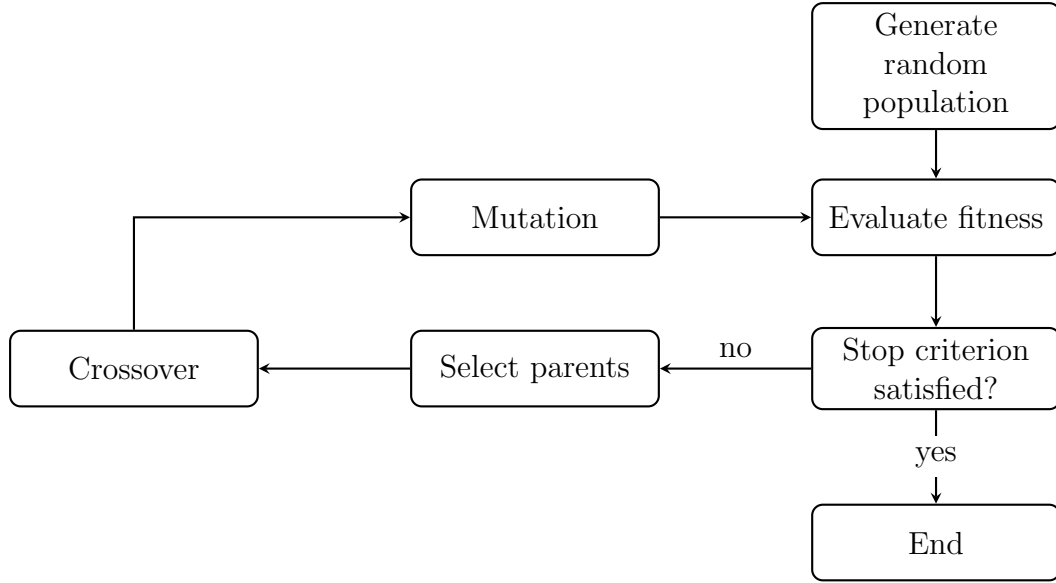 Generate
random
population
Mutation
Evaluate fitness
Crossover
Select parents
no
Stop criterion
satisfied?
yes
End